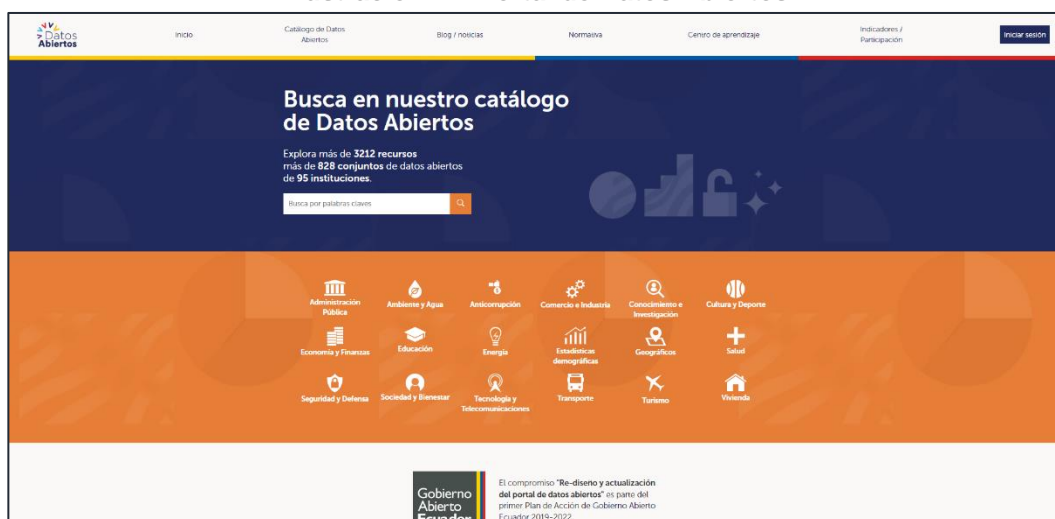 Datos
Abiertos
Inicio
Catálogo de Datos
Abiertos
Blog / noticias
Normativa
Centro de aprendizaje
Indicadores /
Participación
Iniciar sesión
Busca en nuestro catálogo
de Datos Abiertos
Explora más de 3212 recursos
más de 828 conjuntos de datos abiertos
de 95 instituciones.
Busca por palabras claves
Administración
Pública
Ambiente y Agua
Anticorrupción
Comercio e Industria
Conocimiento e
Investigación
Cultura y Deporte
Economía y Finanzas
Educación
Energía
Estadísticas
demográficas
Geográficos
Salud
Seguridad y Defensa
Sociedad y Bienestar
Tecnología y
Telecomunicaciones
Transporte
Turismo
Vivienda
Gobierno
Abierto
Ecuador
El compromiso "Re-diseno y actualización
del portal de datos abiertos" es parte del
primer Plan de Acción de Gobierno Abierto
Ecuador 2019-2022